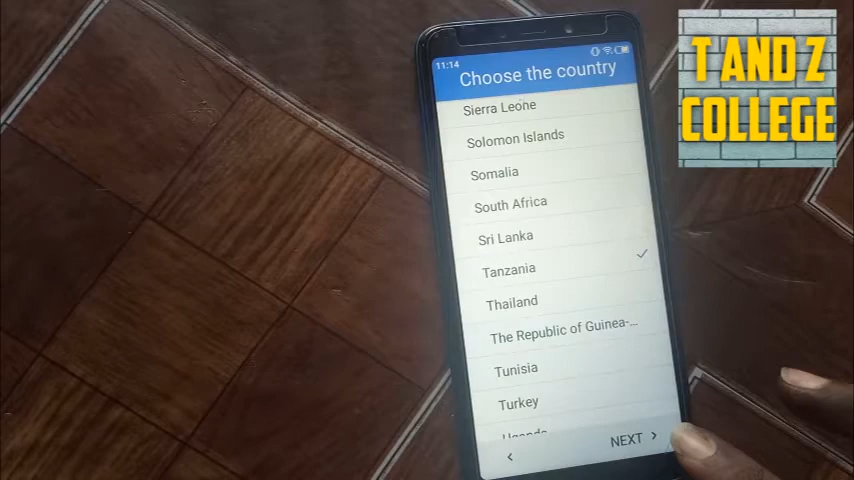 T AND Z
COLLEGE
11:14
Choose the country
Sierra Leone
Solomon Islands
Somalia
South Africa
Sri Lanka
Tanzania
Thailand
The Republic of Guinea-...
Tunisia
Turkey
Uganda
NEXT